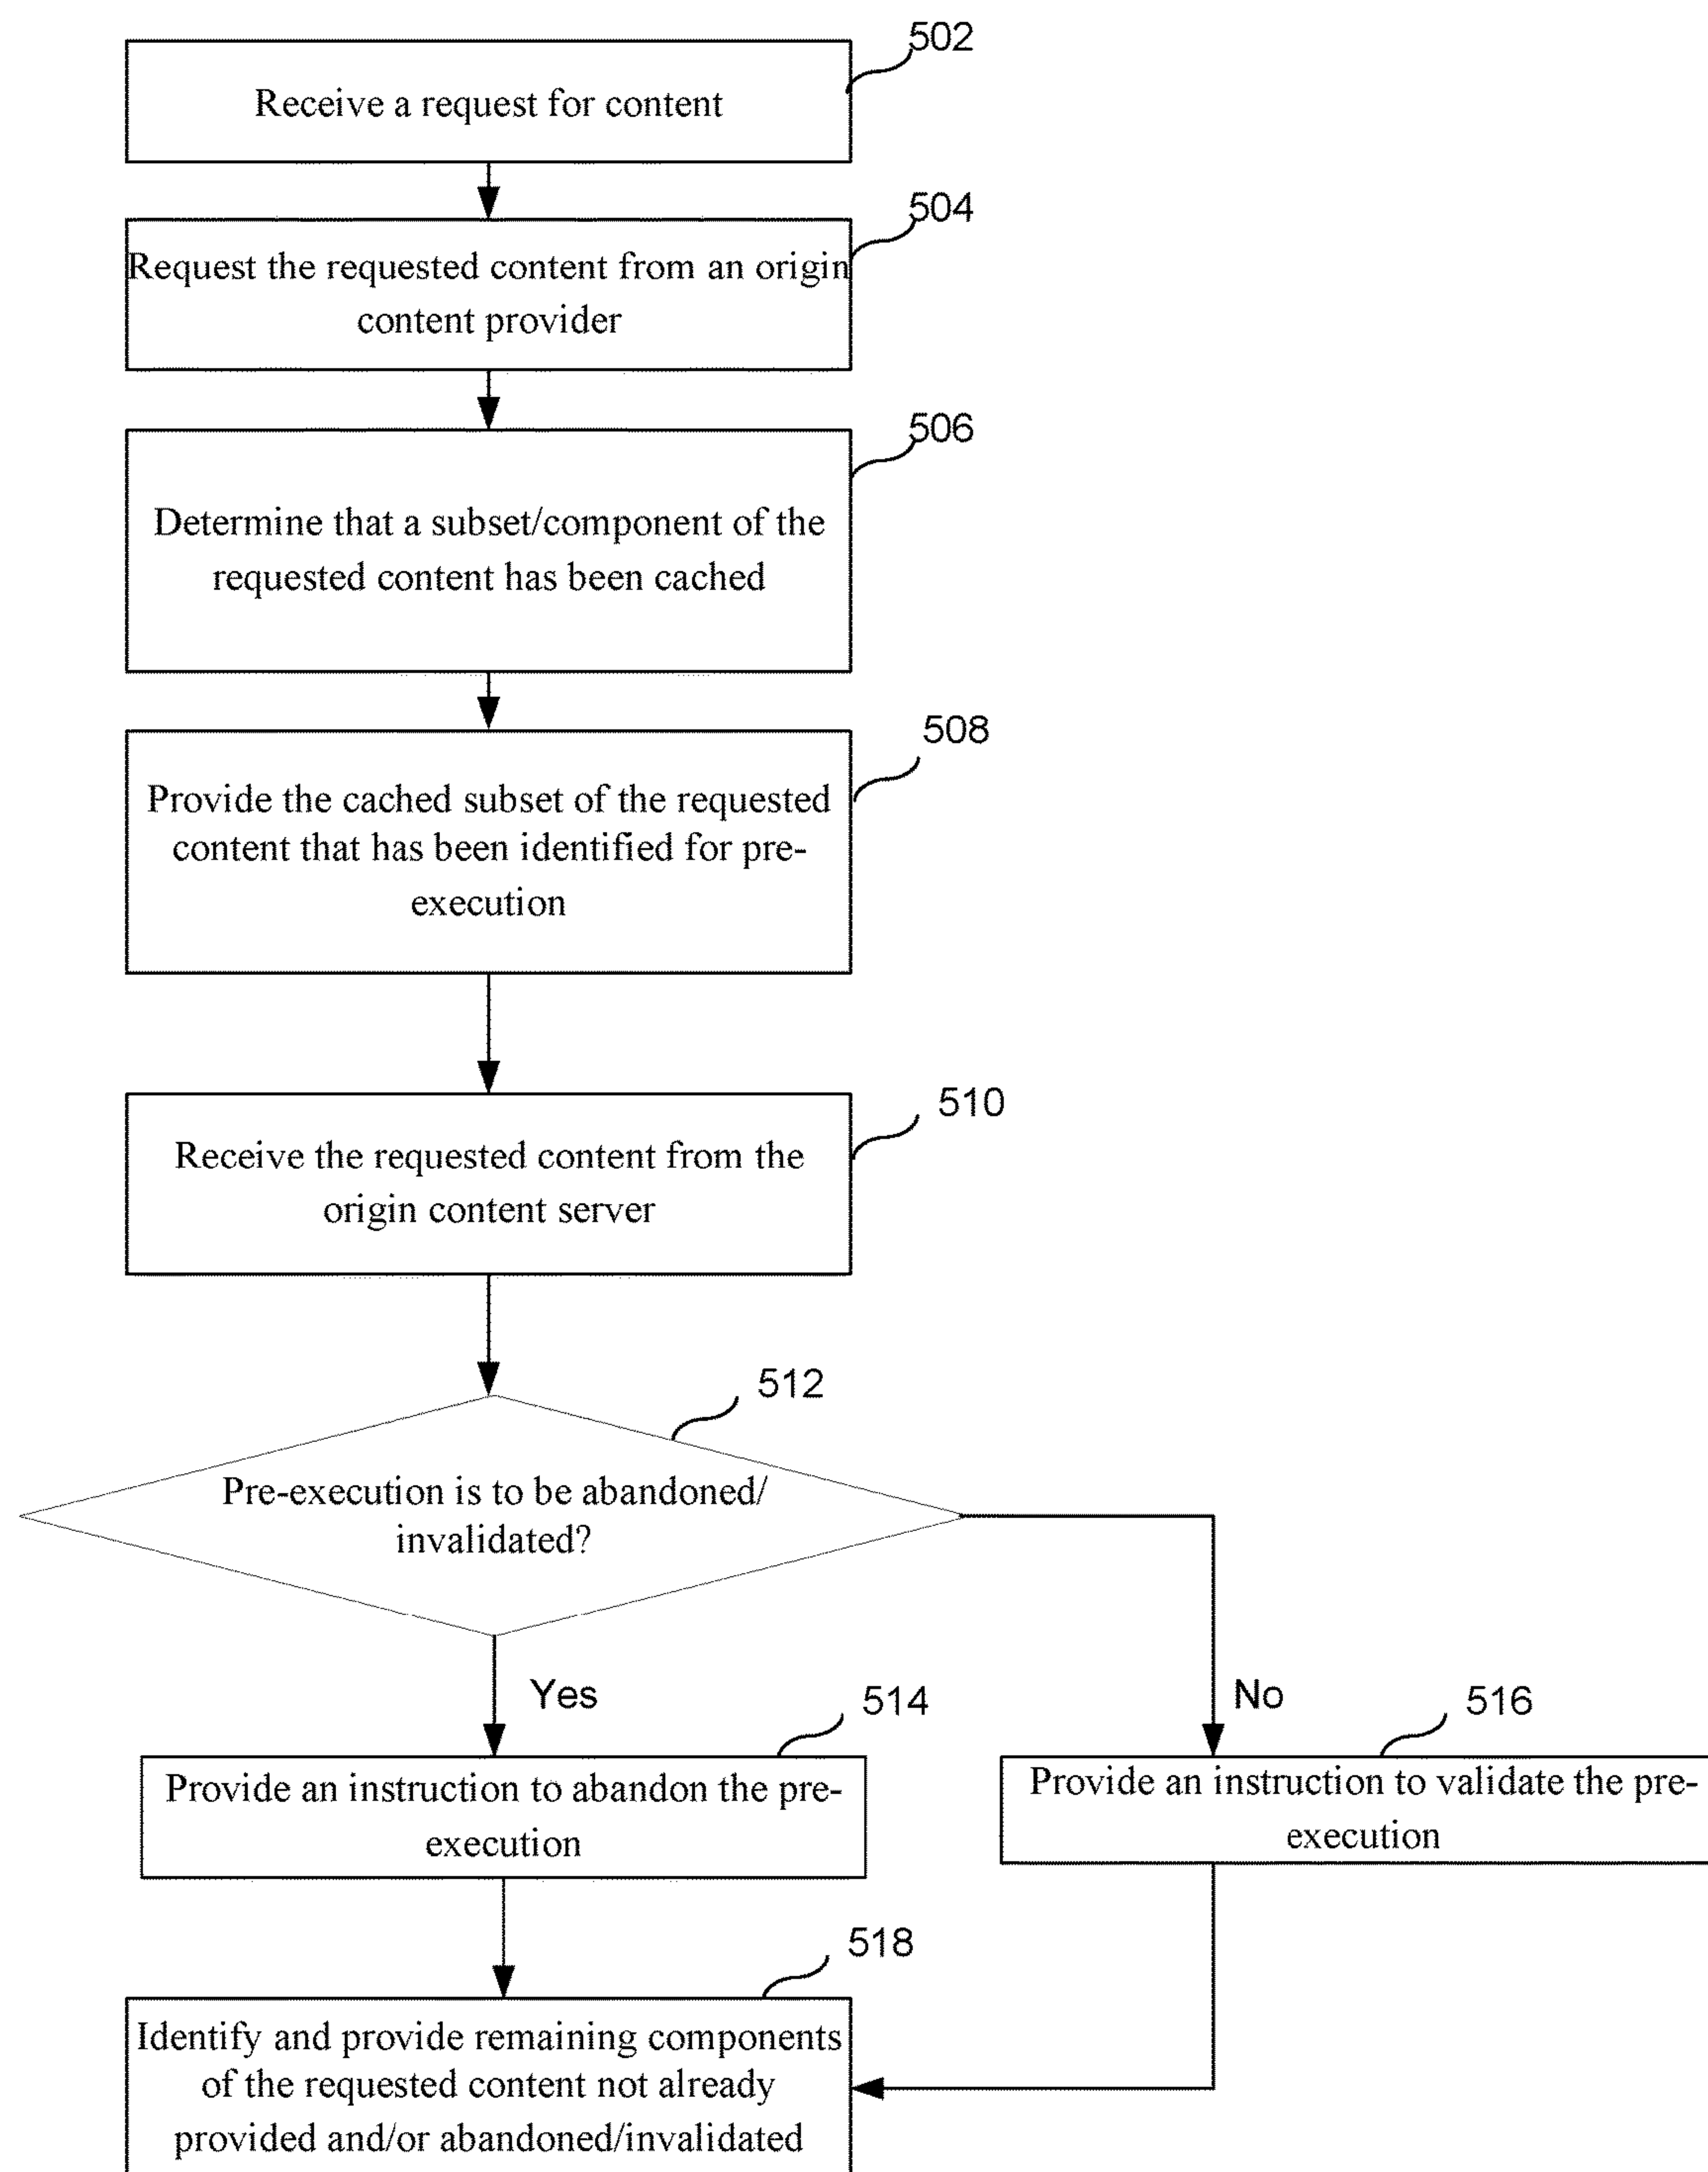 502
Receive a request for content
504
Request the requested content from an origin
content provider
506
Determine that a subset/component of the
requested content has been cached
508
Provide the cached subset of the requested
content that has been identified for pre-
execution
510
Receive the requested content from the
origin content server
512
Pre-execution is to be abandoned/
invalidated?
Yes
No
514
Provide an instruction to abandon the pre-
execution
516
Provide an instruction to validate the pre-
execution
518
Identify and provide remaining components
of the requested content not already
provided and/or abandoned/invalidated